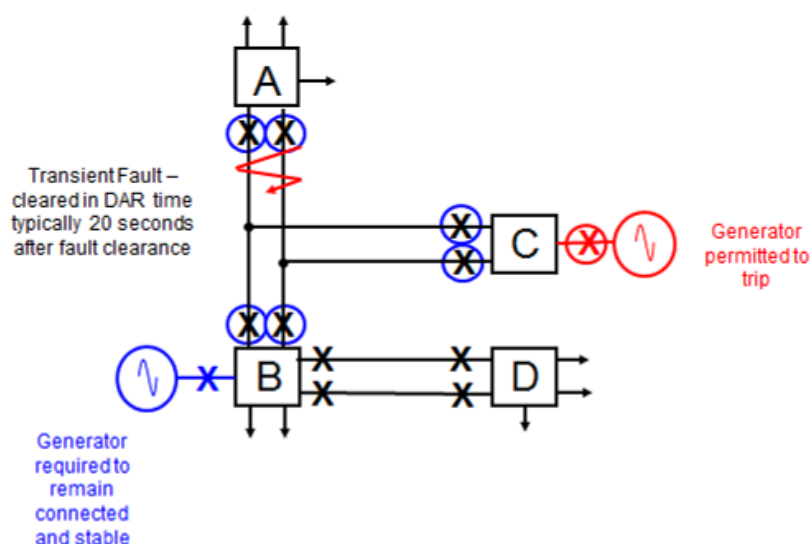 A
Transient Fault –
cleared in DAR time
typically 20 seconds
after fault clearance
X X
X
X
C
X
Generator
permitted to
trip
X X
X
B
X X
X X
D
Generator
required to
remain
connected
and stable